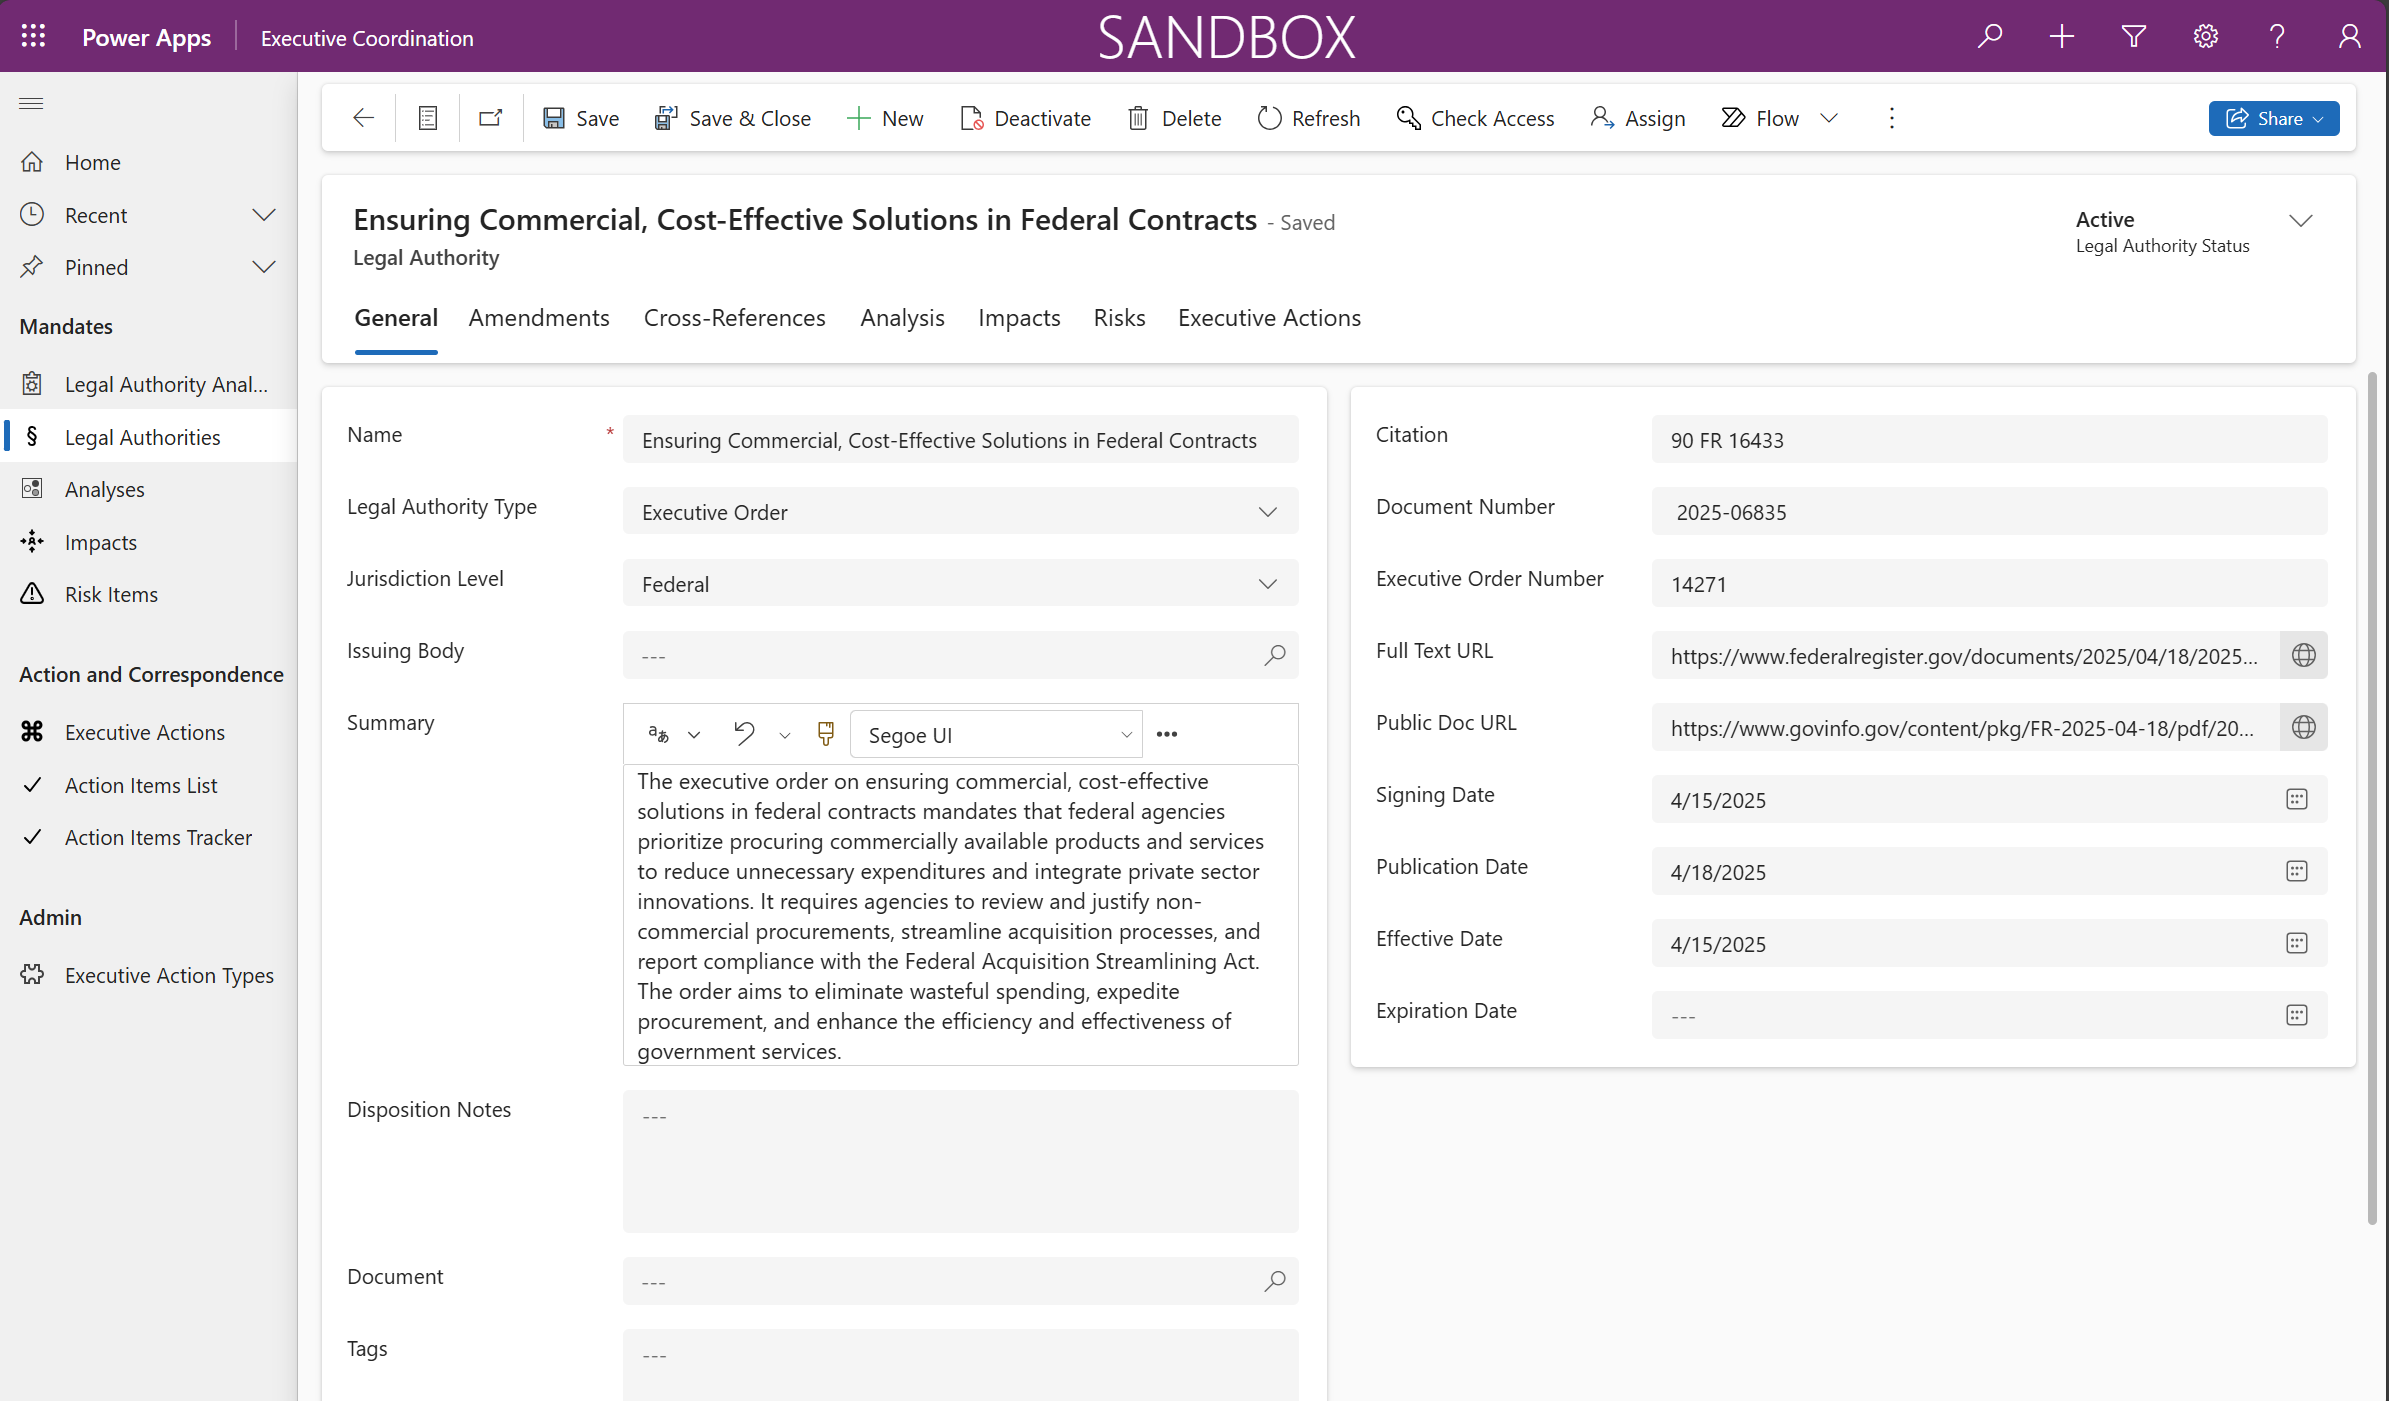 Power Apps
Executive Coordination
SANDBOX
Save
Save & Close
New
Deactivate
Delete
Refresh
Check Access
Assign
Flow
Share
Home
Recent
Pinned
Mandates
Legal Authority Anal...
Legal Authorities
Analyses
Impacts
Risk Items
Action and Correspondence
Executive Actions
Action Items List
Action Items Tracker
Admin
Executive Action Types
Ensuring Commercial, Cost-Effective Solutions in Federal Contracts - Saved
Legal Authority
Active
Legal Authority Status
General
Amendments
Cross-References
Analysis
Impacts
Risks
Executive Actions
Name *
Ensuring Commercial, Cost-Effective Solutions in Federal Contracts
Legal Authority Type
Executive Order
Jurisdiction Level
Federal
Issuing Body
---
Summary
Segoe UI
The executive order on ensuring commercial, cost-effective
solutions in federal contracts mandates that federal agencies
prioritize procuring commercially available products and services
to reduce unnecessary expenditures and integrate private sector
innovations. It requires agencies to review and justify non-
commercial procurements, streamline acquisition processes, and
report compliance with the Federal Acquisition Streamlining Act.
The order aims to eliminate wasteful spending, expedite
procurement, and enhance the efficiency and effectiveness of
government services.
Disposition Notes
---
Document
---
Tags
---
Citation
90 FR 16433
Document Number
2025-06835
Executive Order Number
14271
Full Text URL
https://www.federalregister.gov/documents/2025/04/18/2025...
Public Doc URL
https://www.govinfo.gov/content/pkg/FR-2025-04-18/pdf/20...
Signing Date
4/15/2025
Publication Date
4/18/2025
Effective Date
4/15/2025
Expiration Date
---